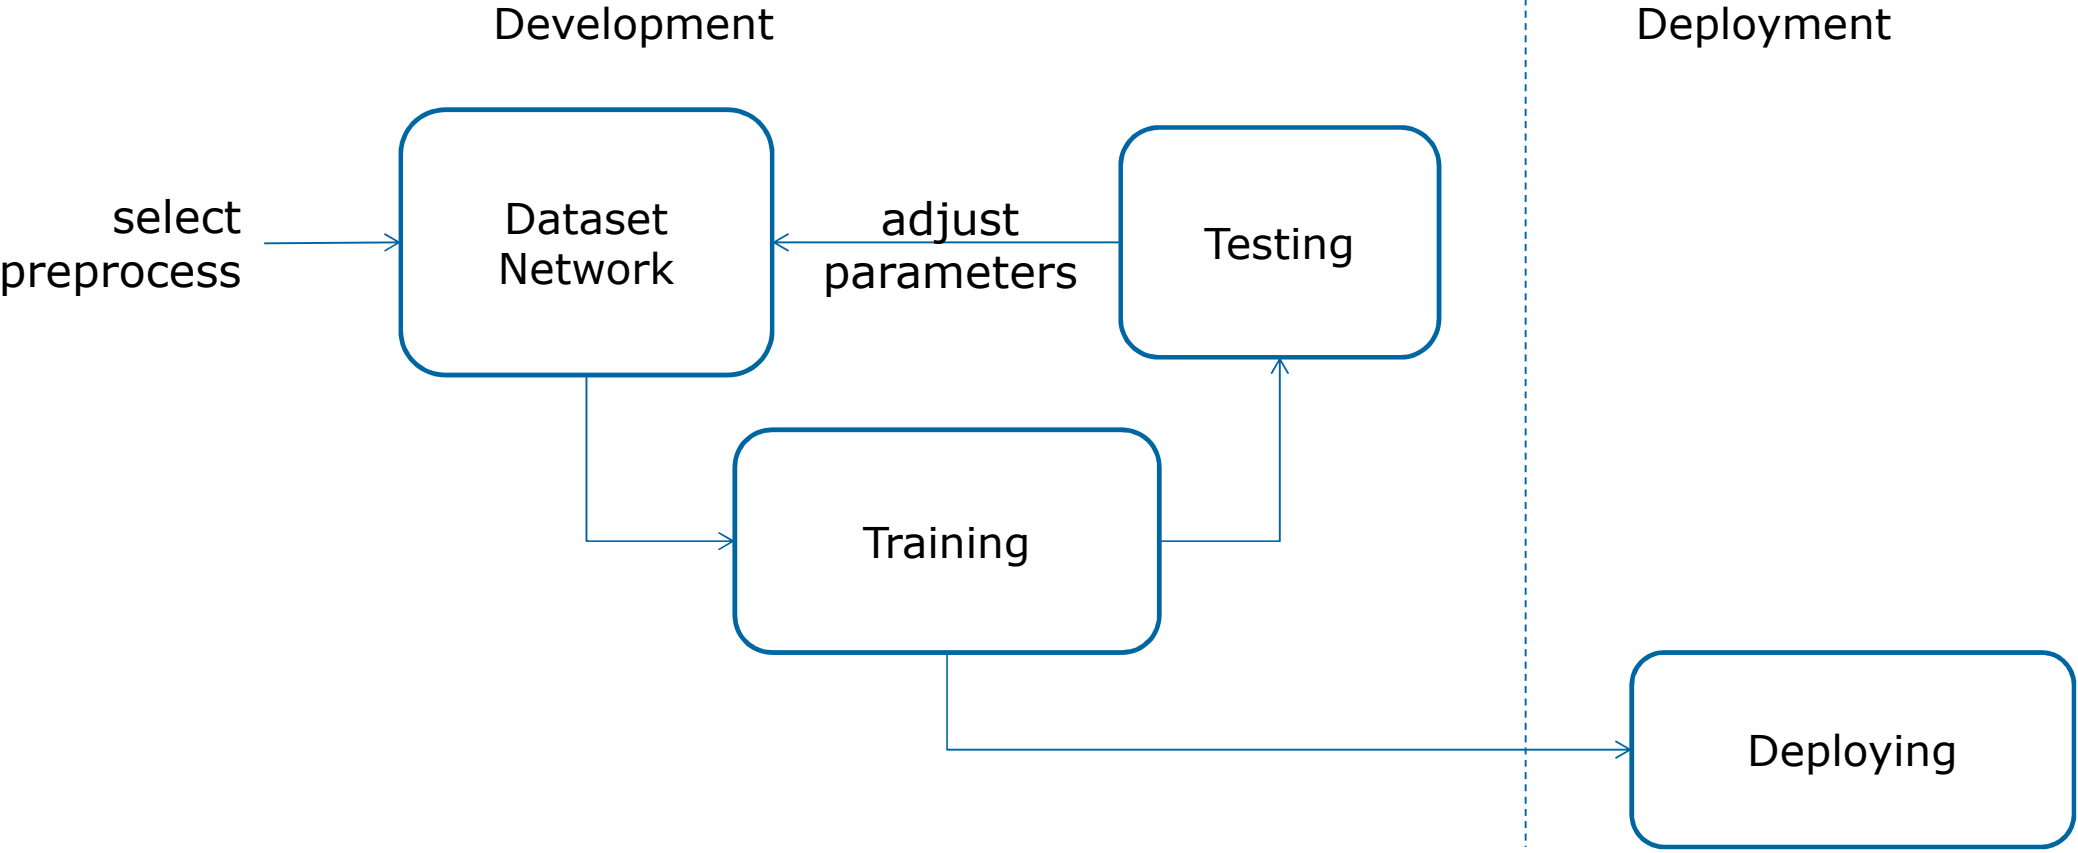 Development
Deployment
select
preprocess
Dataset
Network
adjust
parameters
Testing
Training
Deploying